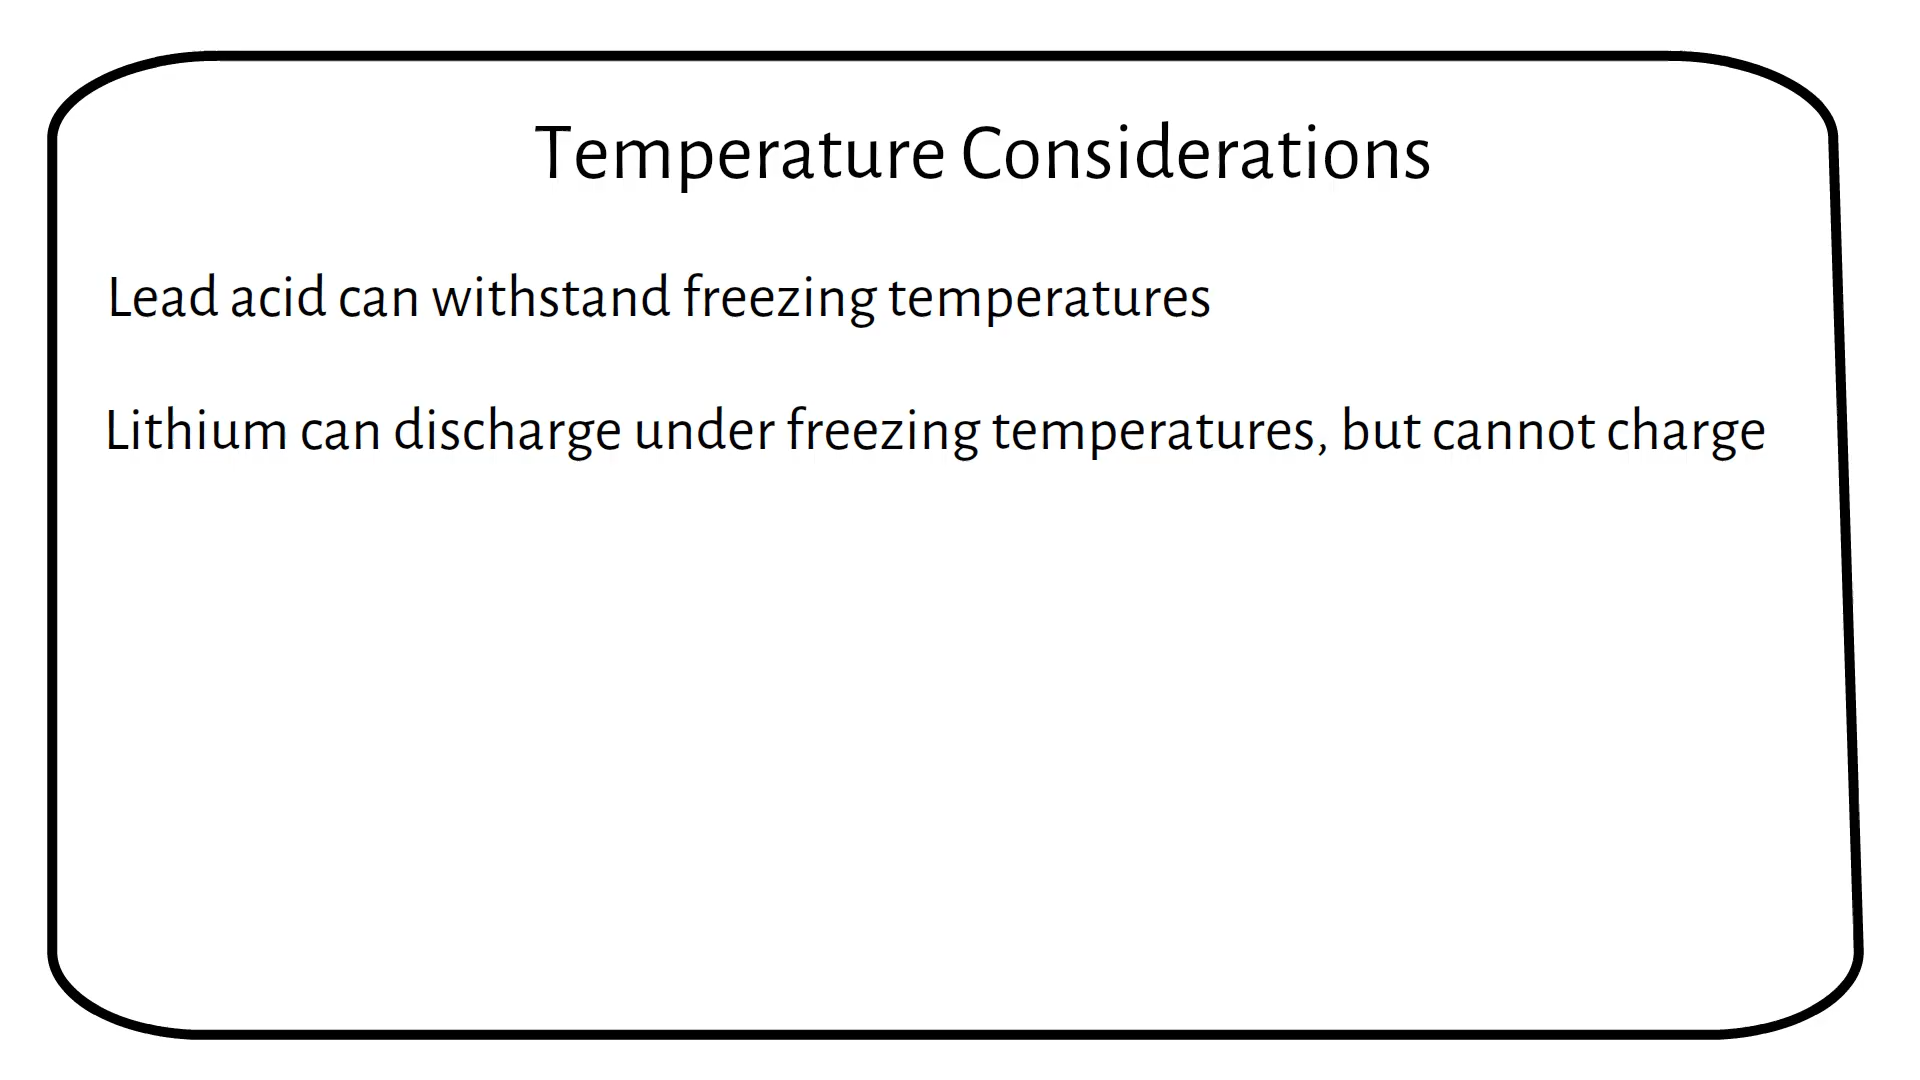 Temperature Considerations
Lead acid can withstand freezing temperatures
Lithium can discharge under freezing temperatures, but cannot charge